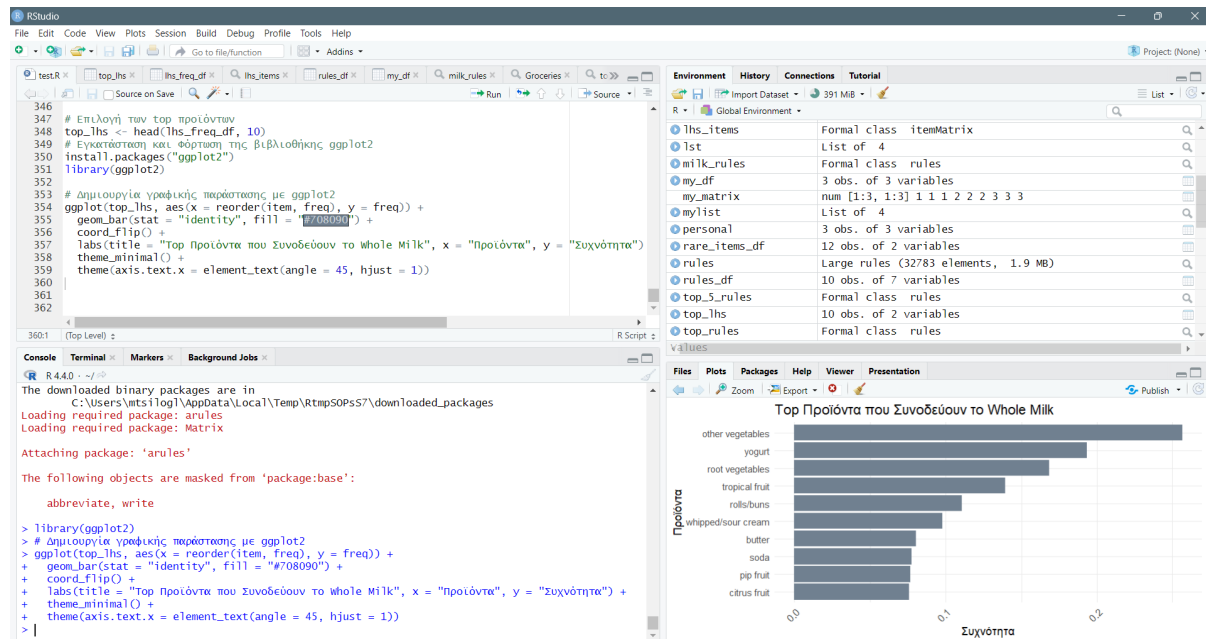 RStudio
File Edit Code View Plots Session Build Debug Profile Tools Help
Go to file/function Addins Project: (None)
test.R top_lhs lhs_freq_df lhs_items rules_df my_df milk_rules Groceries
Source on Save Run Source
346
347 # Επιλογή των top προϊόντων
348 top_lhs <- head(lhs_freq_df, 10)
349 # Εγκατάσταση και Φόρτωση της βιβλιοθήκης ggplot2
350 install.packages("ggplot2")
351 library(ggplot2)
352
353 # Δημιουργία γραφικής παράστασης με ggplot2
354 ggplot(top_lhs, aes(x = reorder(item, freq), y = freq)) +
355 geom_bar(stat = "identity", fill = "#708090") +
356 coord_flip() +
357 labs(title = "Top Προϊόντα που Συνοδεύουν το Whole Milk", x = "Προϊόντα", y = "Συχνότητα")
358 theme_minimal() +
359 theme(axis.text.x = element_text(angle = 45, hjust = 1))
360
361
362
360:1 (Top Level) R Script
Console Terminal Markers Background Jobs
R 4.4.0 · ~/
The downloaded binary packages are in
C:\Users\mtsilogl\AppData\Local\Temp\RtmpSOPsS7\downloaded_packages
Loading required package: arules
Loading required package: Matrix
Attaching package: ‘arules’
The following objects are masked from ‘package:base’:
abbreviate, write
> library(ggplot2)
> # Δημιουργία γραφικής παράστασης με ggplot2
> ggplot(top_lhs, aes(x = reorder(item, freq), y = freq)) +
+ geom_bar(stat = "identity", fill = "#708090") +
+ coord_flip() +
+ labs(title = "Top Προϊόντα που Συνοδεύουν το Whole Milk", x = "Προϊόντα", y = "Συχνότητα") +
+ theme_minimal() +
+ theme(axis.text.x = element_text(angle = 45, hjust = 1))
>
Environment History Connections Tutorial
Import Dataset 391 MiB List
R Global Environment
lhs_items Formal class itemMatrix
lst List of 4
milk_rules Formal class rules
my_df 3 obs. of 3 variables
my_matrix num [1:3, 1:3] 1 1 1 2 2 2 3 3 3
mylist List of 4
personal 3 obs. of 3 variables
rare_items_df 12 obs. of 2 variables
rules Large rules (32783 elements, 1.9 MB)
rules_df 10 obs. of 7 variables
top_5_rules Formal class rules
top_lhs 10 obs. of 2 variables
top_rules Formal class rules
Values
Files Plots Packages Help Viewer Presentation
Zoom Export Publish
Top Προϊόντα που Συνοδεύουν το Whole Milk
Προϊόντα
other vegetables
yogurt
root vegetables
tropical fruit
rolls/buns
whipped/sour cream
butter
soda
pip fruit
citrus fruit
0.0 0.1 0.2
Συχνότητα